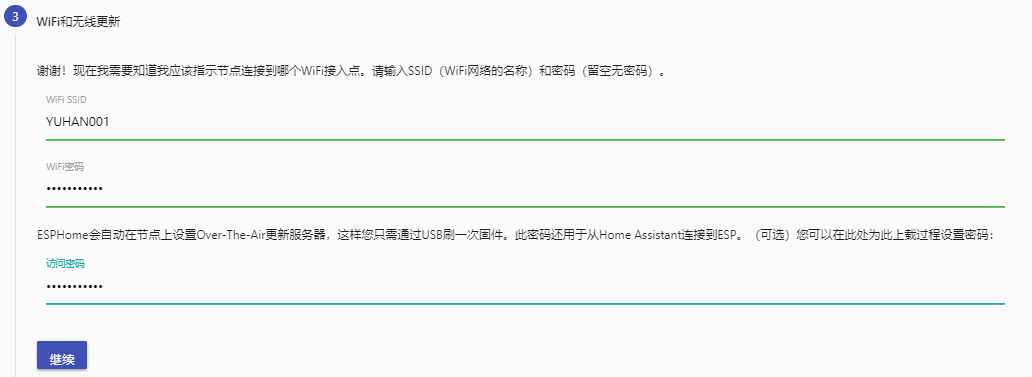 3
WiFi和无线更新
谢谢！现在我需要知道我应该指示节点连接到哪个WiFi接入点。请输入SSID（WiFi网络的名称）和密码（留空无密码）。
WiFi SSID
YUHAN001
WiFi密码
•••••••••••
ESPHome会自动在节点上设置Over-The-Air更新服务器，这样您只需通过USB刷一次固件。此密码还用于从Home Assistant连接到ESP。（可选）您可以在此处为此上载过程设置密码：
访问密码
•••••••••••
继续